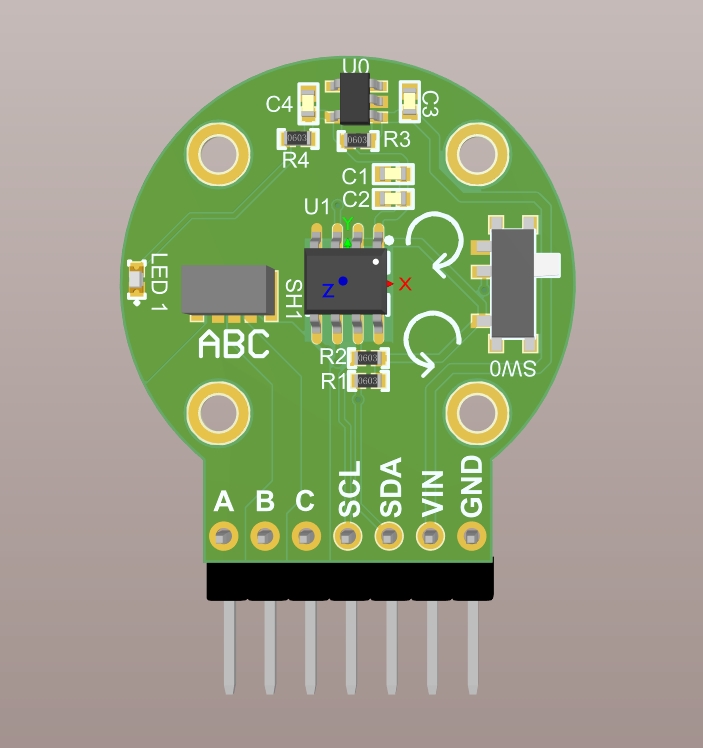 U0
C4
C3
0603
0603
R3
R4
C1
C2
U1
Y
LED 1
SH1
Z
X
ABC
R2
0603
R1
0603
SW0
A
B
C
SCL
SDA
VIN
GND